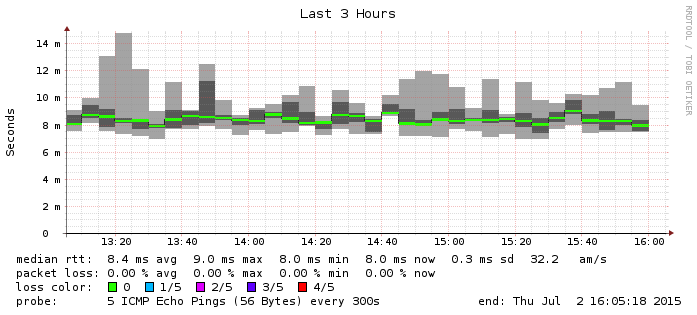 Last 3 Hours
RRDTOOL / TOBI OETIKER
Seconds
14 m
12 m
10 m
8 m
6 m
4 m
2 m
0
13:20 13:40 14:00 14:20 14:40 15:00 15:20 15:40 16:00
median rtt: 8.4 ms avg 9.0 ms max 8.0 ms min 8.0 ms now 0.3 ms sd 32.2 am/s
packet loss: 0.00 % avg 0.00 % max 0.00 % min 0.00 % now
loss color: 0 1/5 2/5 3/5 4/5
probe: 5 ICMP Echo Pings (56 Bytes) every 300s end: Thu Jul 2 16:05:18 2015